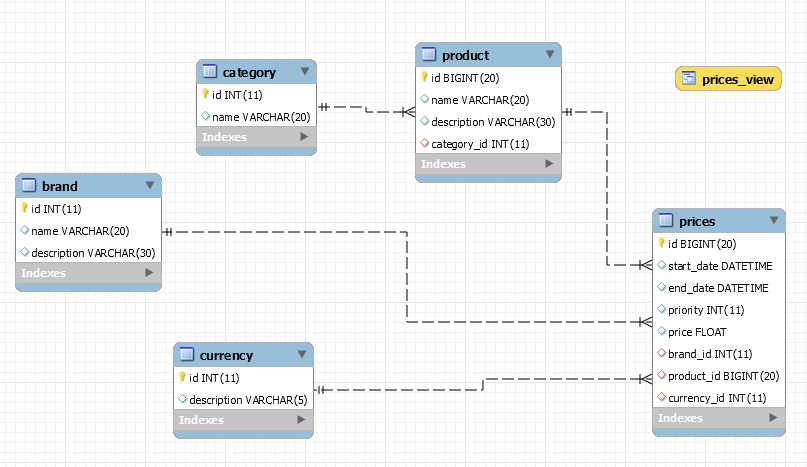 category
id INT(11)
name VARCHAR(20)
Indexes
product
id BIGINT(20)
name VARCHAR(20)
description VARCHAR(30)
category_id INT(11)
Indexes
prices_view
brand
id INT(11)
name VARCHAR(20)
description VARCHAR(30)
Indexes
prices
id BIGINT(20)
start_date DATETIME
end_date DATETIME
priority INT(11)
price FLOAT
brand_id INT(11)
product_id BIGINT(20)
currency_id INT(11)
Indexes
currency
id INT(11)
description VARCHAR(5)
Indexes